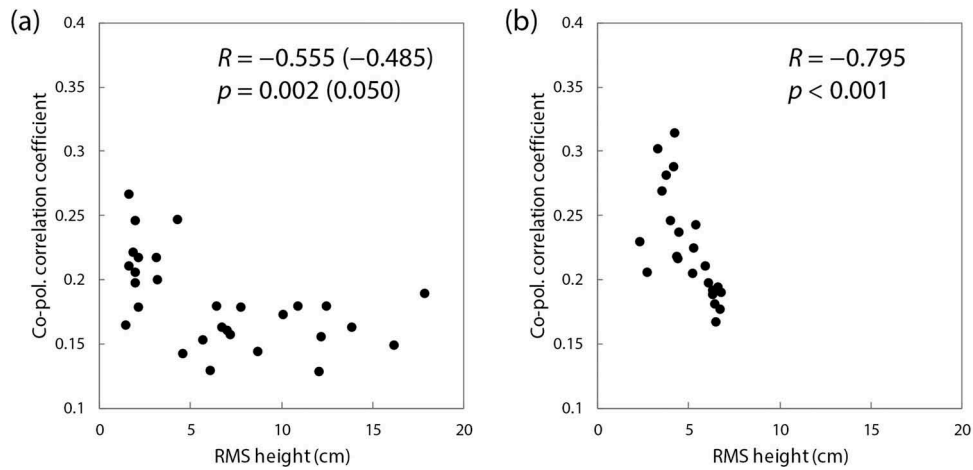 (a)
R = −0.555 (−0.485)
p = 0.002 (0.050)
Co-pol. correlation coefficient
0.4
0.35
0.3
0.25
0.2
0.15
0.1
0 5 10 15 20
RMS height (cm)
(b)
R = −0.795
p < 0.001
Co-pol. correlation coefficient
0.4
0.35
0.3
0.25
0.2
0.15
0.1
0 5 10 15 20
RMS height (cm)